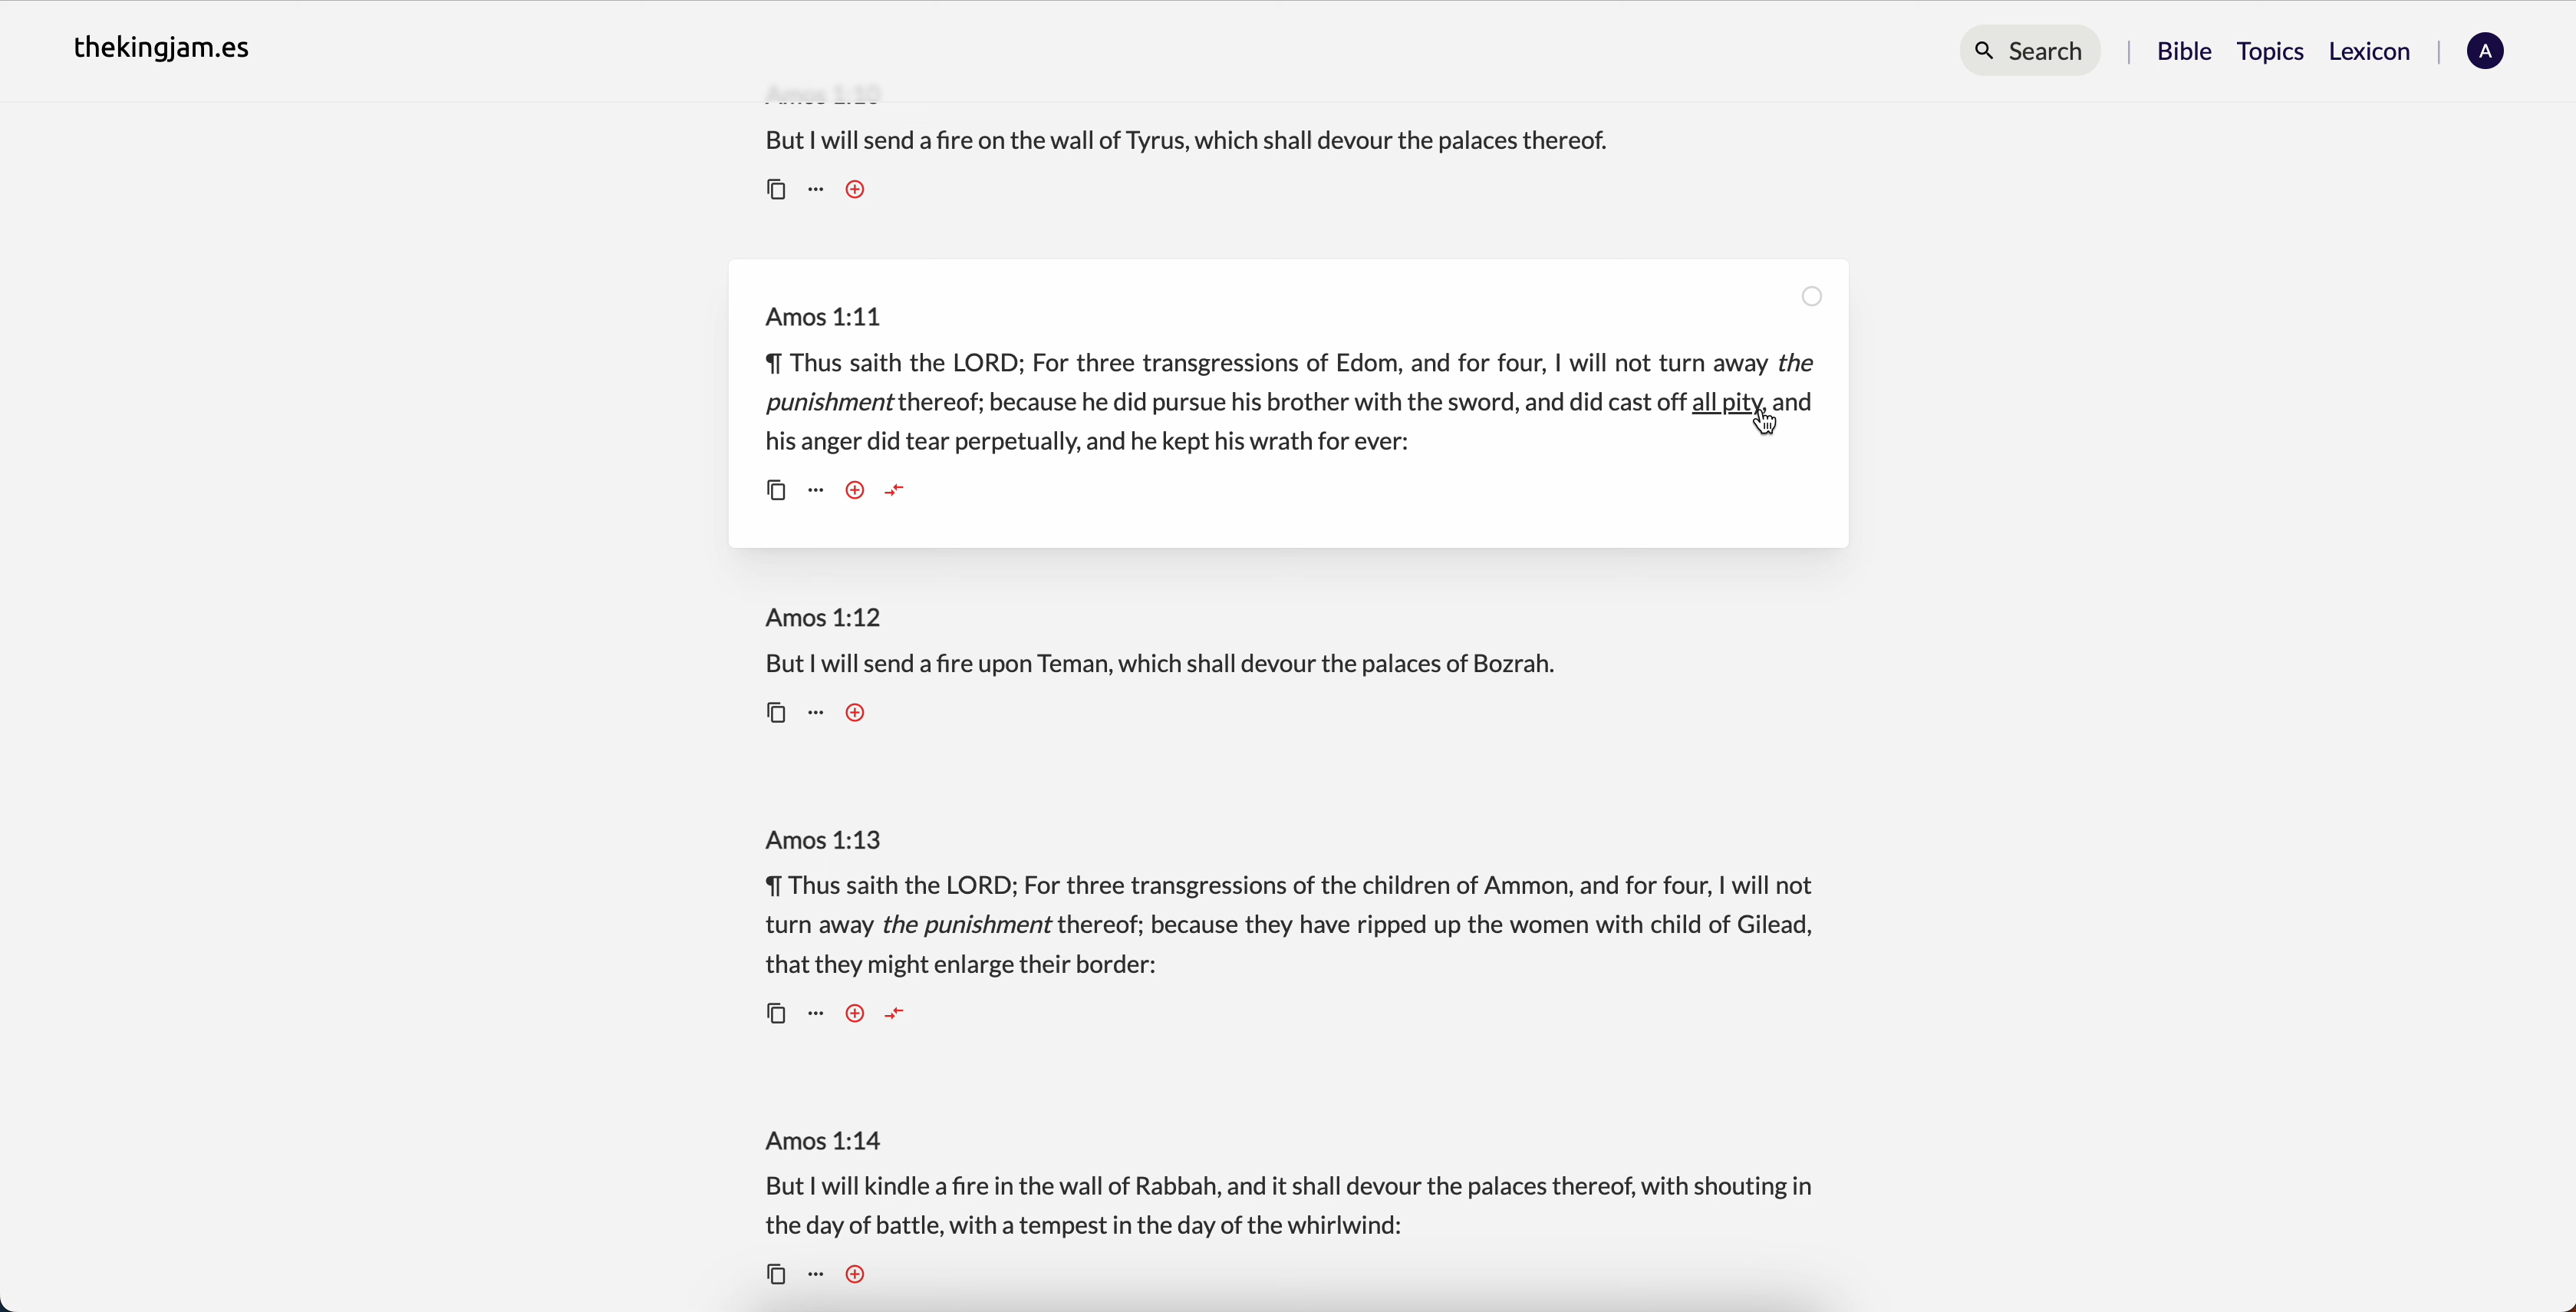 thekingjam.es
Search | Bible Topics Lexicon | A
Amos 1:10
But I will send a fire on the wall of Tyrus, which shall devour the palaces thereof.
Amos 1:11
¶ Thus saith the LORD; For three transgressions of Edom, and for four, I will not turn away the
punishment thereof; because he did pursue his brother with the sword, and did cast off all pity, and
his anger did tear perpetually, and he kept his wrath for ever:
Amos 1:12
But I will send a fire upon Teman, which shall devour the palaces of Bozrah.
Amos 1:13
¶ Thus saith the LORD; For three transgressions of the children of Ammon, and for four, I will not
turn away the punishment thereof; because they have ripped up the women with child of Gilead,
that they might enlarge their border:
Amos 1:14
But I will kindle a fire in the wall of Rabbah, and it shall devour the palaces thereof, with shouting in
the day of battle, with a tempest in the day of the whirlwind: